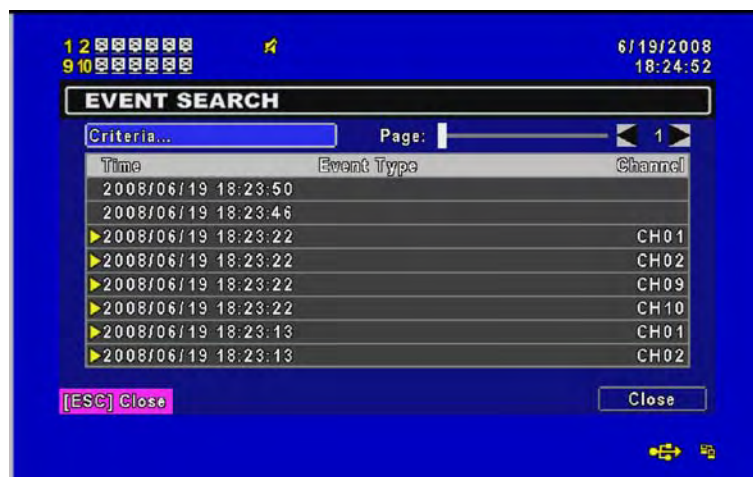 1 2
6/19/2008
9 10
18:24:52
EVENT SEARCH
Criteria...
Page:
1
Time Event Type Channel
2008/06/19 18:23:50
2008/06/19 18:23:46
2008/06/19 18:23:22 CH01
2008/06/19 18:23:22 CH02
2008/06/19 18:23:22 CH09
2008/06/19 18:23:22 CH10
2008/06/19 18:23:13 CH01
2008/06/19 18:23:13 CH02
[ESC] Close
Close